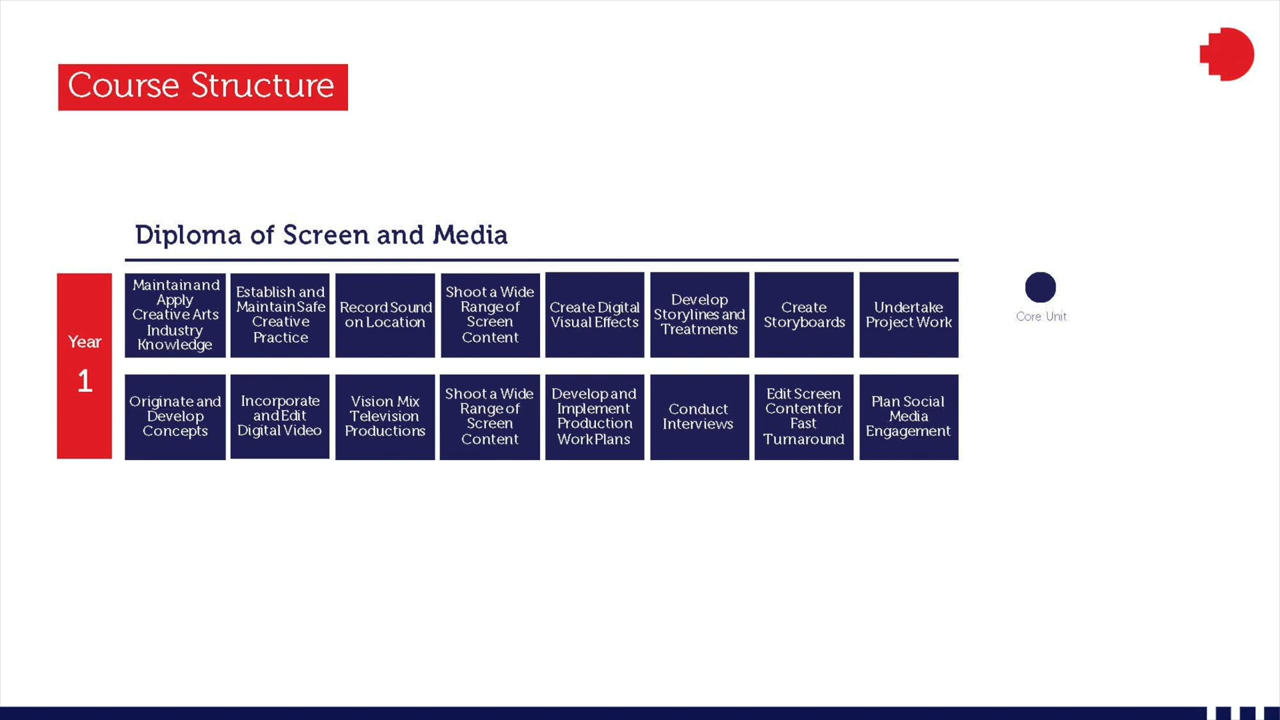 Course Structure
Diploma of Screen and Media
Year
1
Maintain and
Apply
Creative Arts
Industry
Knowledge
Establish and
Maintain Safe
Creative
Practice
Record Sound
on Location
Shoot a Wide
Range of
Screen
Content
Create Digital
Visual Effects
Develop
Storylines and
Treatments
Create
Storyboards
Undertake
Project Work
Originate and
Develop
Concepts
Incorporate
and Edit
Digital Video
Vision Mix
Television
Productions
Shoot a Wide
Range of
Screen
Content
Develop and
Implement
Production
Work Plans
Conduct
Interviews
Edit Screen
Content for
Fast
Turnaround
Plan Social
Media
Engagement
Core Unit